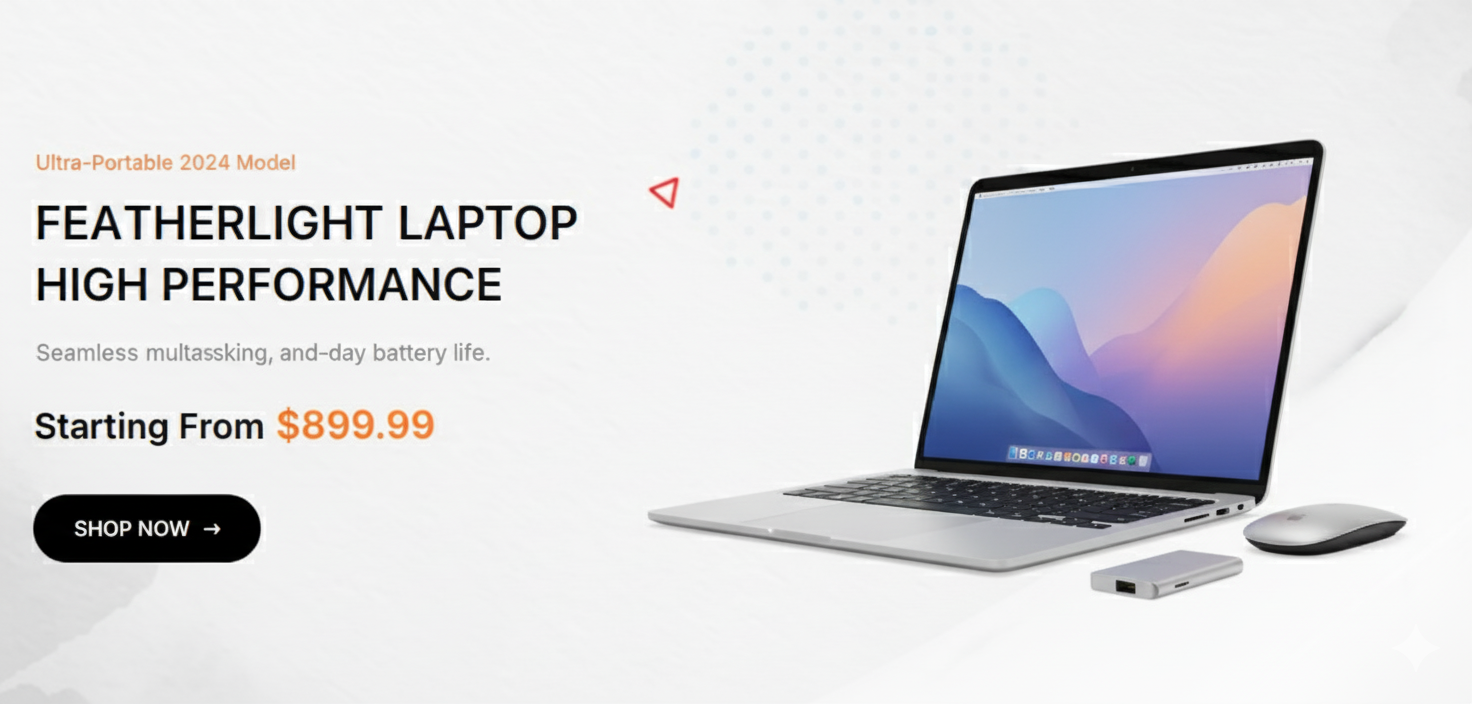 Ultra-Portable 2024 Model
FEATHERLIGHT LAPTOP
HIGH PERFORMANCE
Seamless multassking, and-day battery life.
Starting From $899.99
SHOP NOW →